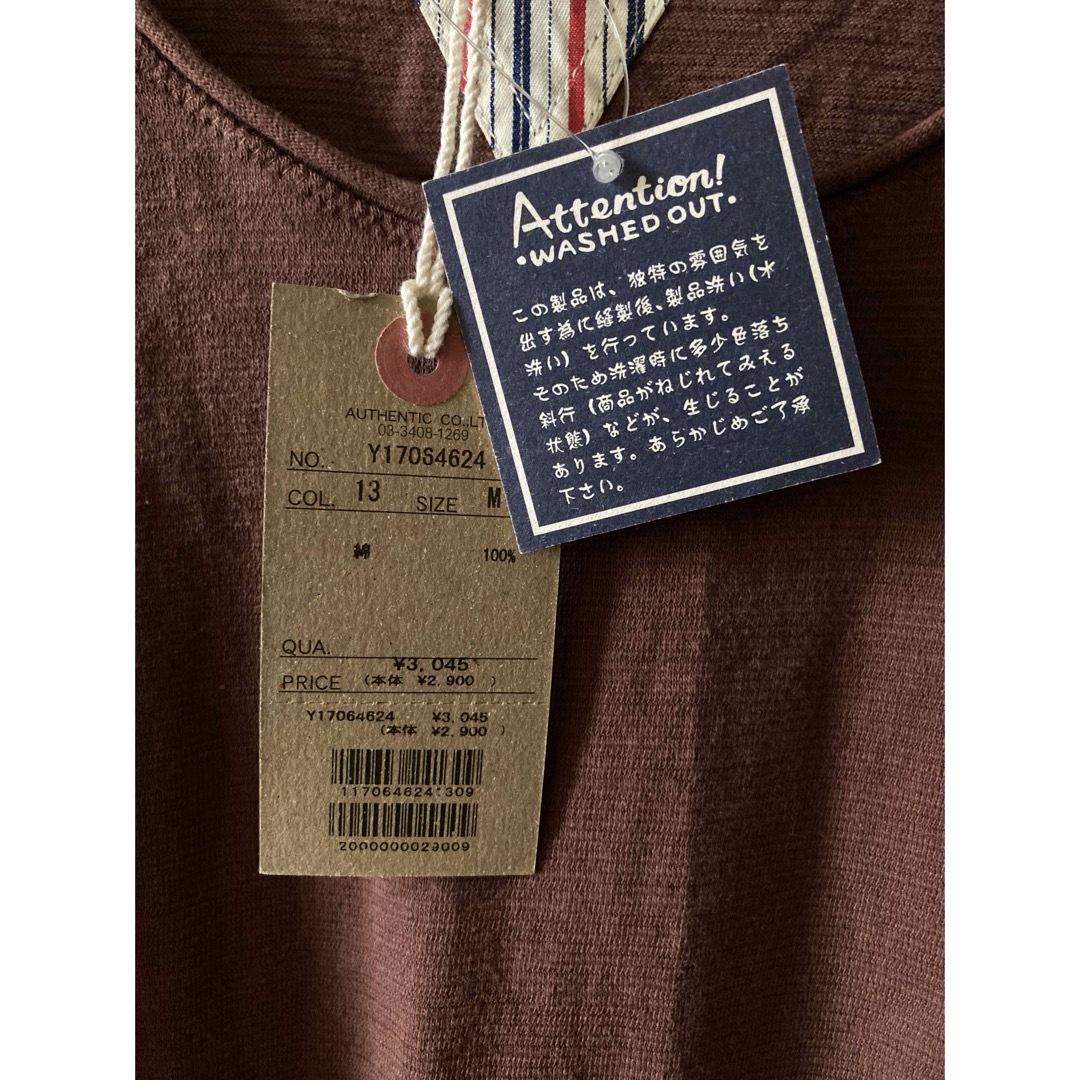 Attention!
•WASHED OUT•
この製品は、独特の雰囲気を
出す為に縫製後、製品洗い(水
洗い)を行っています。
そのため洗濯時に多少色落ち
斜行(商品がねじれてみえる
状態)などが、生じることが
あります。あらかじめご了承
下さい。
AUTHENTIC CO.,LT
03-3408-1269
NO. Y17064624
COL. 13 SIZE M
綿 100%
QUA.
¥3,045
PRICE (本体 ¥2,900 )
Y17064624 ¥3,045
(本体 ¥2,900 )
1170646241309
2000000029009